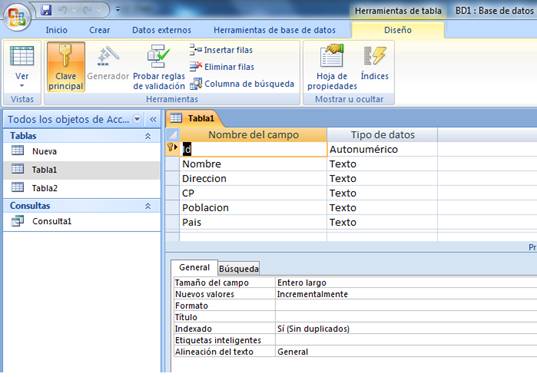 Herramientas de tabla BD1 : Base de datos
Inicio Crear Datos externos Herramientas de base de datos Diseño
Ver Clave principal Generador Probar reglas de validación Insertar filas
Eliminar filas
Columna de búsqueda
Hoja de propiedades Índices
Vistas Herramientas Mostrar u ocultar
Todos los objetos de Acc...
Tablas
Nueva
Tabla1
Tabla2
Consultas
Consulta1
Tabla1
Nombre del campo Tipo de datos
Id Autonumérico
Nombre Texto
Direccion Texto
CP Texto
Poblacion Texto
Pais Texto
Pr
General Búsqueda
Tamaño del campo Entero largo
Nuevos valores Incrementalmente
Formato
Título
Indexado Sí (Sin duplicados)
Etiquetas inteligentes
Alineación del texto General